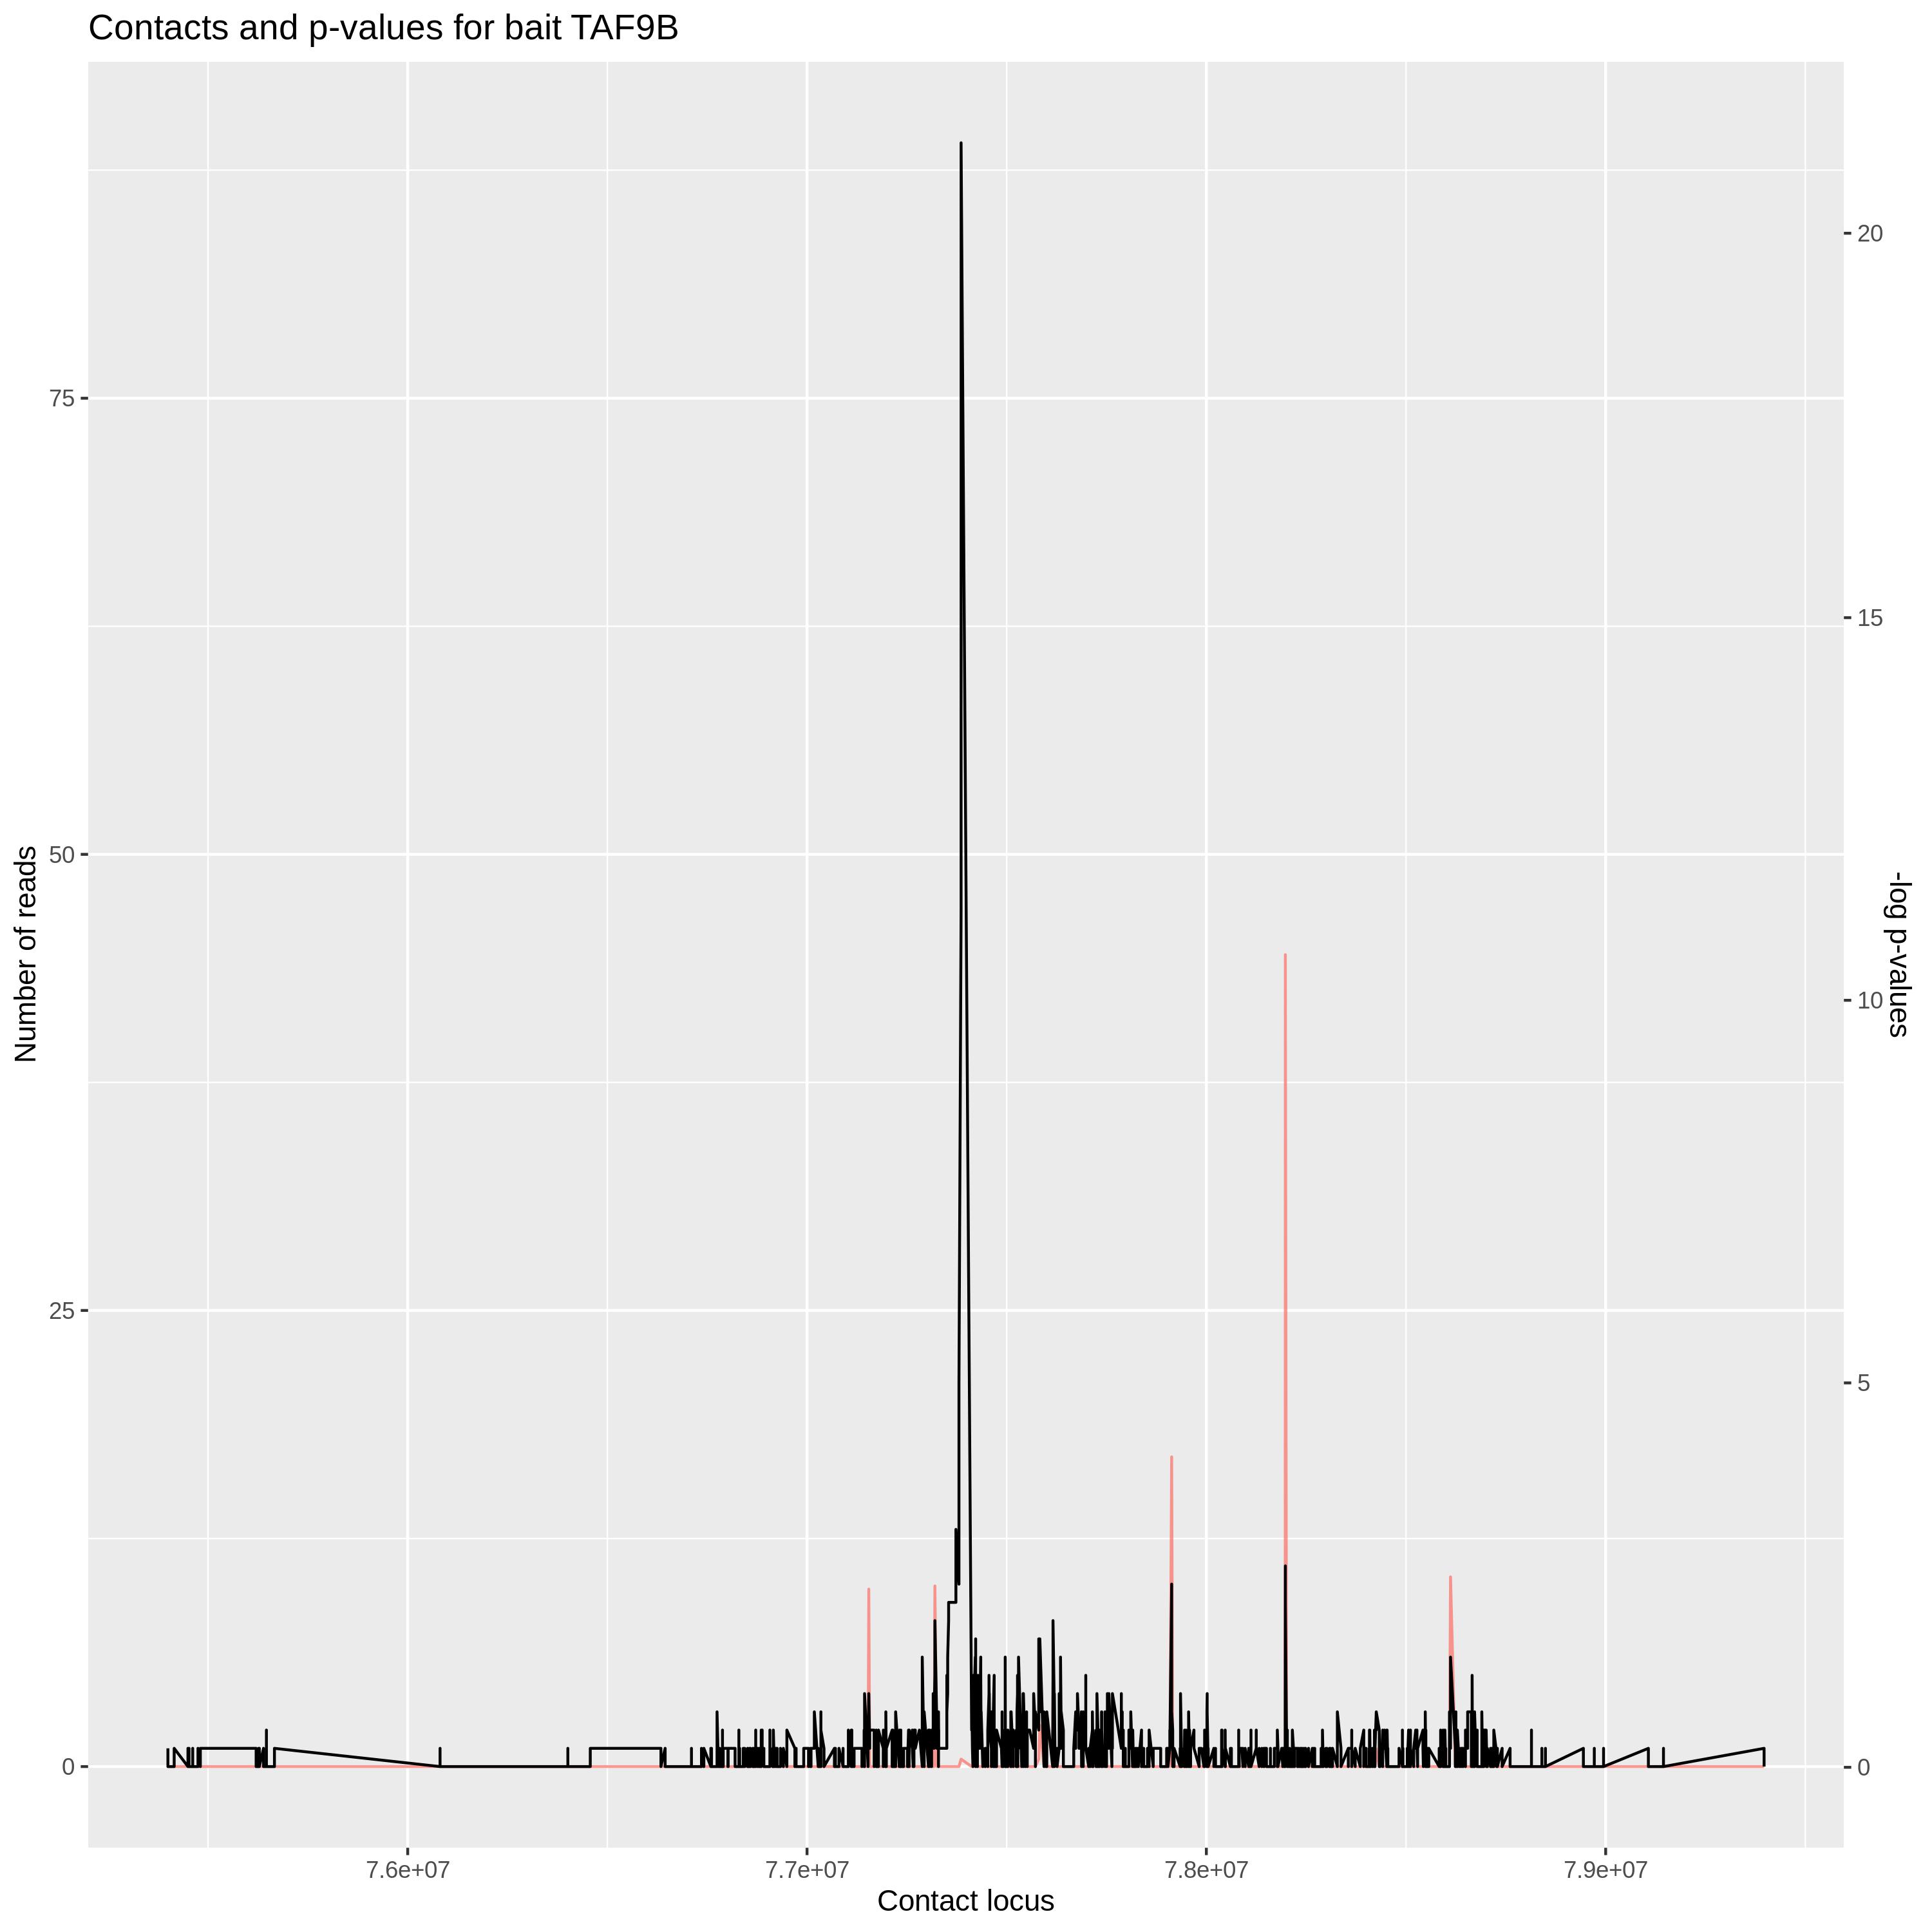 Contacts and p-values for bait TAF9B
Number of reads
75
50
25
0
20
15
10
5
0
-log p-values
7.6e+07
7.7e+07
7.8e+07
7.9e+07
Contact locus